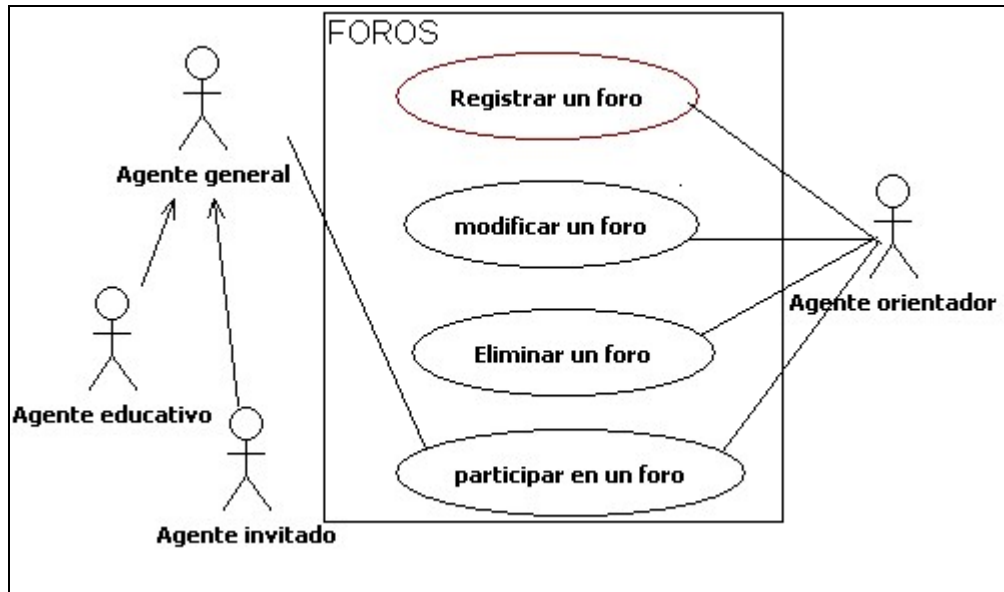 FOROS
Registrar un foro
Agente general
modificar un foro
Agente orientador
Eliminar un foro
Agente educativo
participar en un foro
Agente invitado